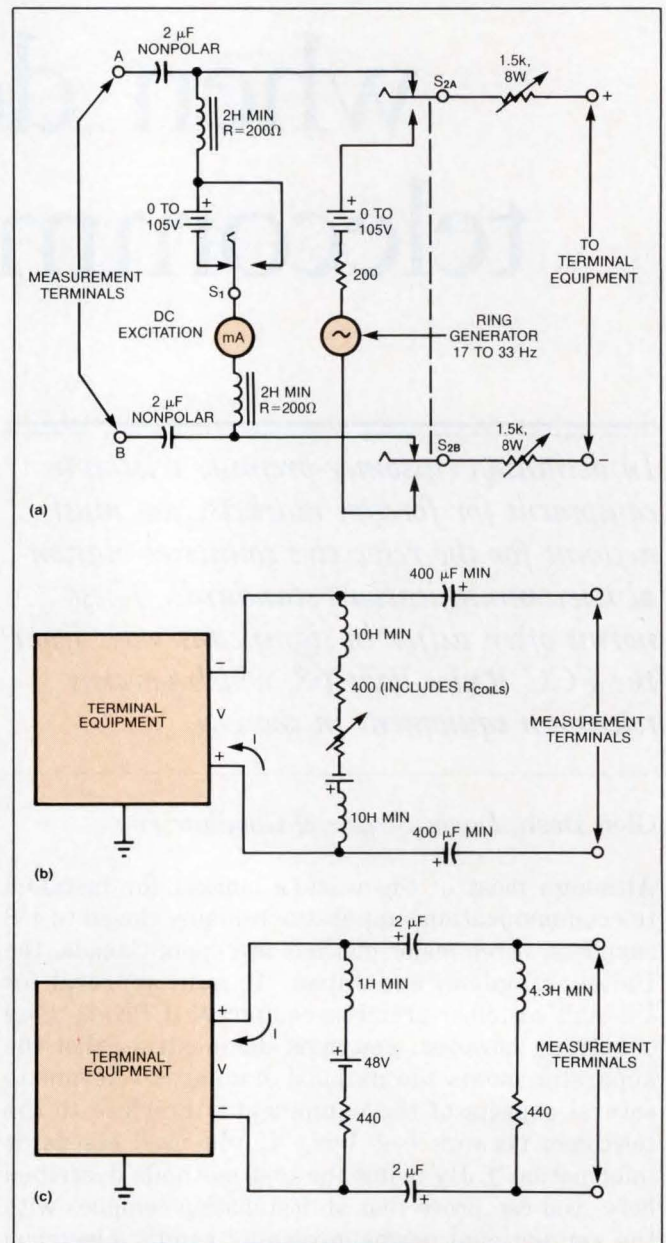 A
2 µF
NONPOLAR
2H MIN
R=200Ω
S2A
1.5k,
8W
+
+
0 TO
105V
+
0 TO
105V
200
MEASUREMENT
TERMINALS
S1
DC
EXCITATION
mA
TO
TERMINAL
EQUIPMENT
RING
GENERATOR
17 TO 33 Hz
2 µF
NONPOLAR
2H MIN
R=200Ω
B
S2B
1.5k,
8W
−
(a)
400 µF MIN
+
10H MIN
400 (INCLUDES RCOILS)
TERMINAL
EQUIPMENT
−
V
I
+
+
10H MIN
400 µF MIN
+
MEASUREMENT
TERMINALS
(b)
2 µF
+
1H MIN
4.3H MIN
TERMINAL
EQUIPMENT
+
I
V
−
+
440
440
2 µF
+
MEASUREMENT
TERMINALS
(c)